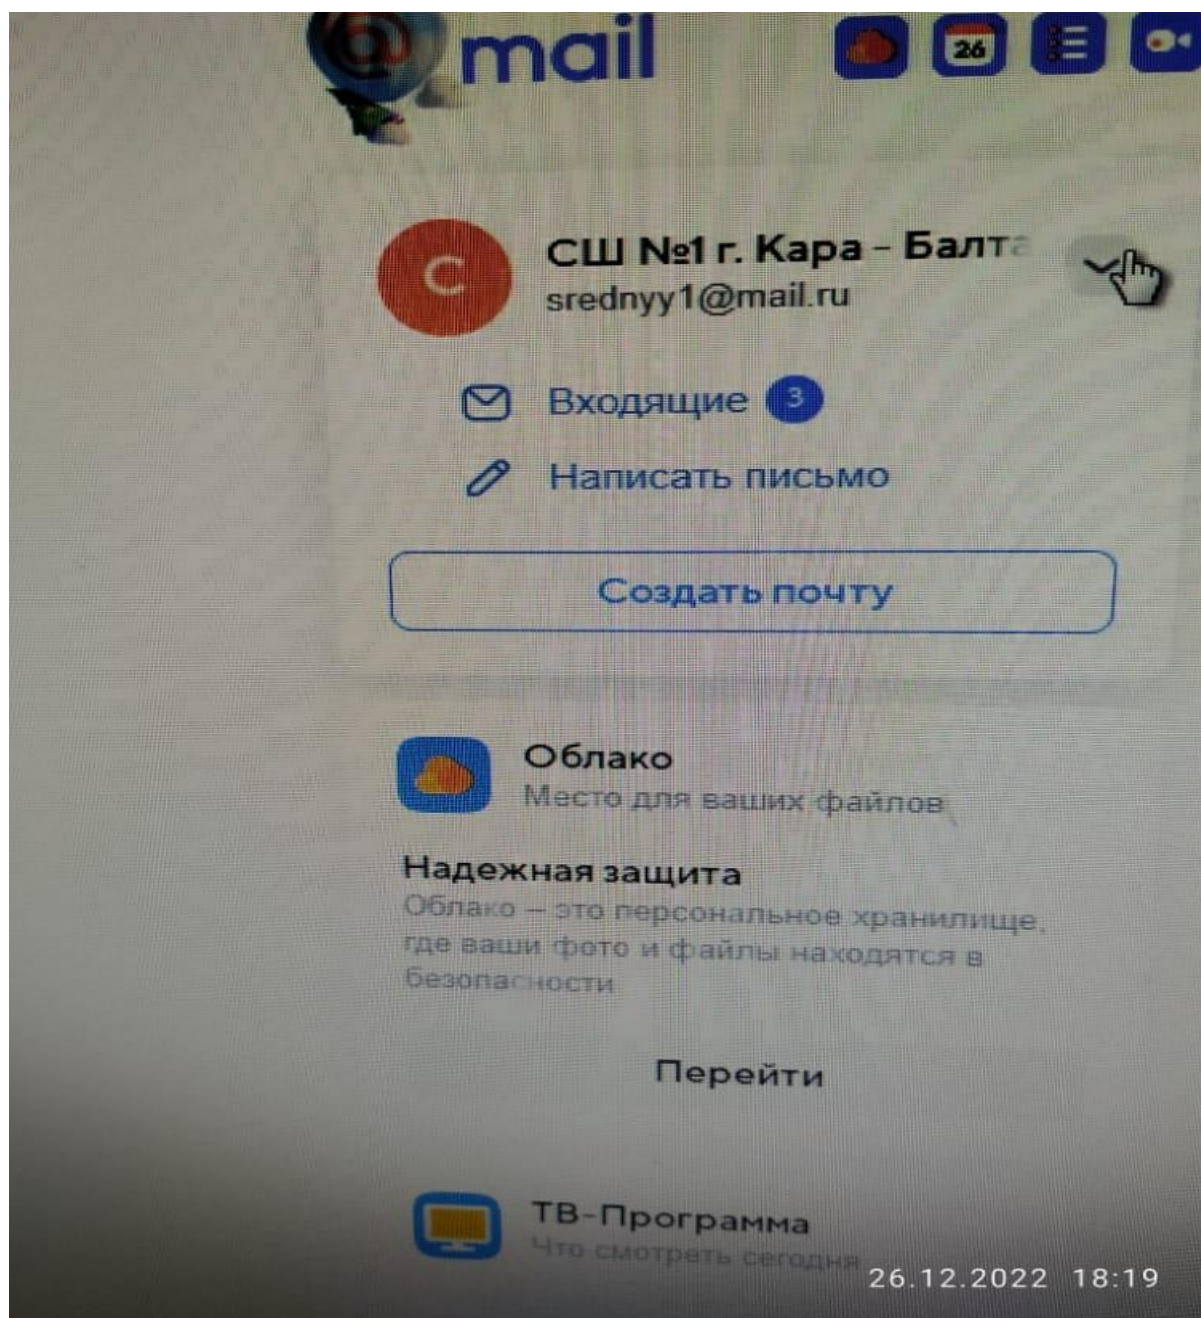 mail
26
С
СШ №1 г. Кара - Балта
srednyy1@mail.ru
Входящие 3
Написать письмо
Создать почту
Облако
Место для ваших файлов
Надежная защита
Облако – это персональное хранилище,
где ваши фото и файлы находятся в
безопасности
Перейти
ТВ-Программа
Что смотреть сегодня
26.12.2022 18:19